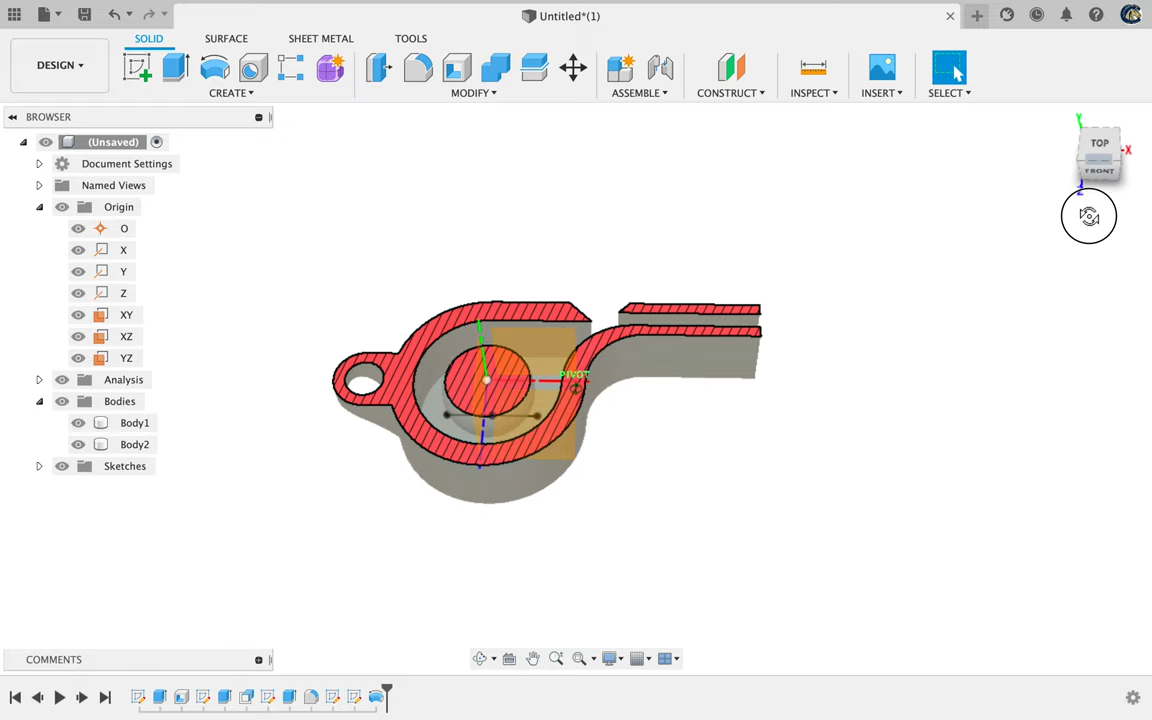 Untitled*(1)
DESIGN
SOLID
SURFACE
SHEET METAL
TOOLS
CREATE
MODIFY
ASSEMBLE
CONSTRUCT
INSPECT
INSERT
SELECT
BROWSER
(Unsaved)
Document Settings
Named Views
Origin
O
X
Y
Z
XY
XZ
YZ
Analysis
Bodies
Body1
Body2
Sketches
Y
TOP
X
FRONT
Z
PIVOT
COMMENTS